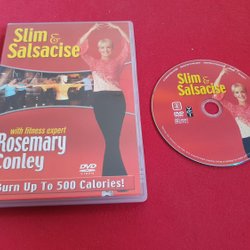 Slim &
Salsacise
with fitness expert
Rosemary
Conley
DVD
Burn Up To 500 Calories!
Slim &
Salsacise
DVD